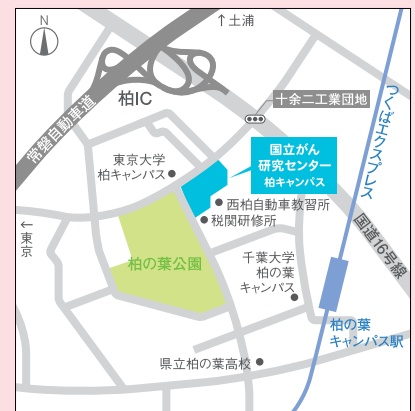 N
↑土浦
柏IC
常磐自動車道
十余二工業団地
つくばエクスプレス
国立がん
研究センター
柏キャンパス
東京大学
柏キャンパス
西柏自動車教習所
税関研修所
←東京
国道16号線
柏の葉公園
千葉大学
柏の葉
キャンパス
柏の葉
キャンパス駅
県立柏の葉高校